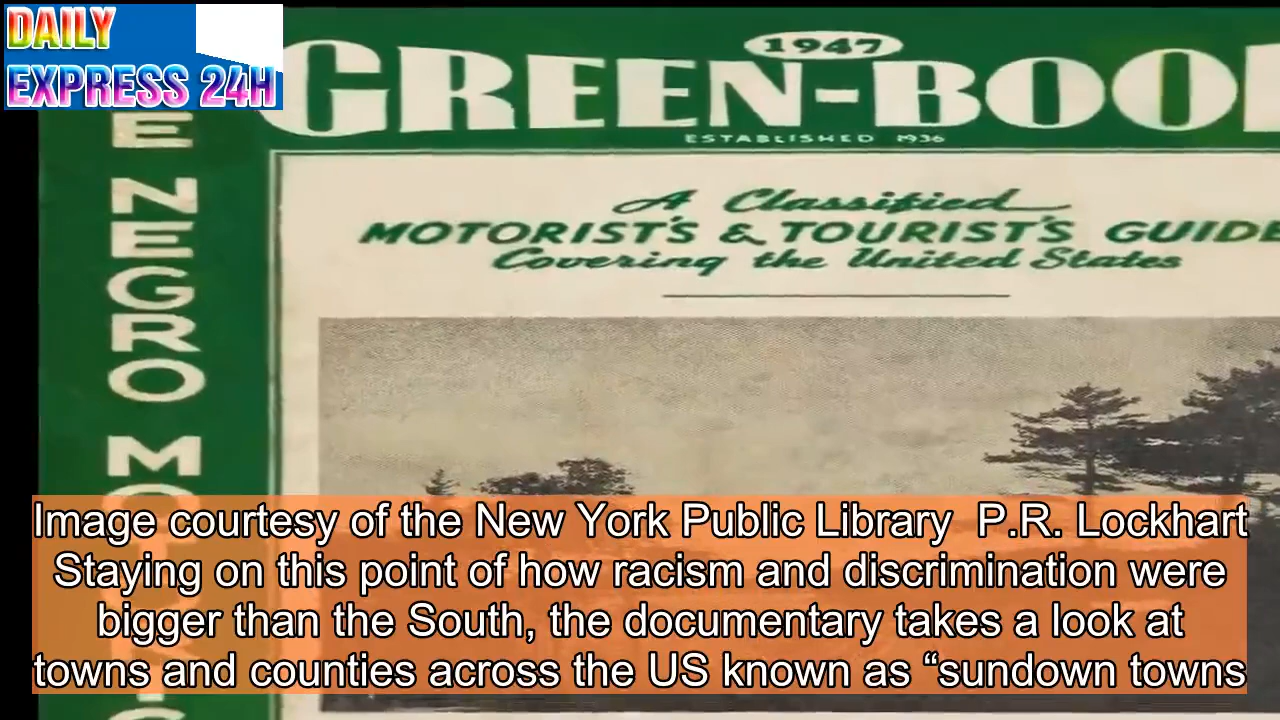 DAILY
EXPRESS 24H
1947
GREEN-BOO
ESTABLISHED 1936
A Classified
MOTORIST'S & TOURIST'S GUIDE
Covering the United States
E NEGRO MO
Image courtesy of the New York Public Library P.R. Lockhart
Staying on this point of how racism and discrimination were
bigger than the South, the documentary takes a look at
towns and counties across the US known as “sundown towns